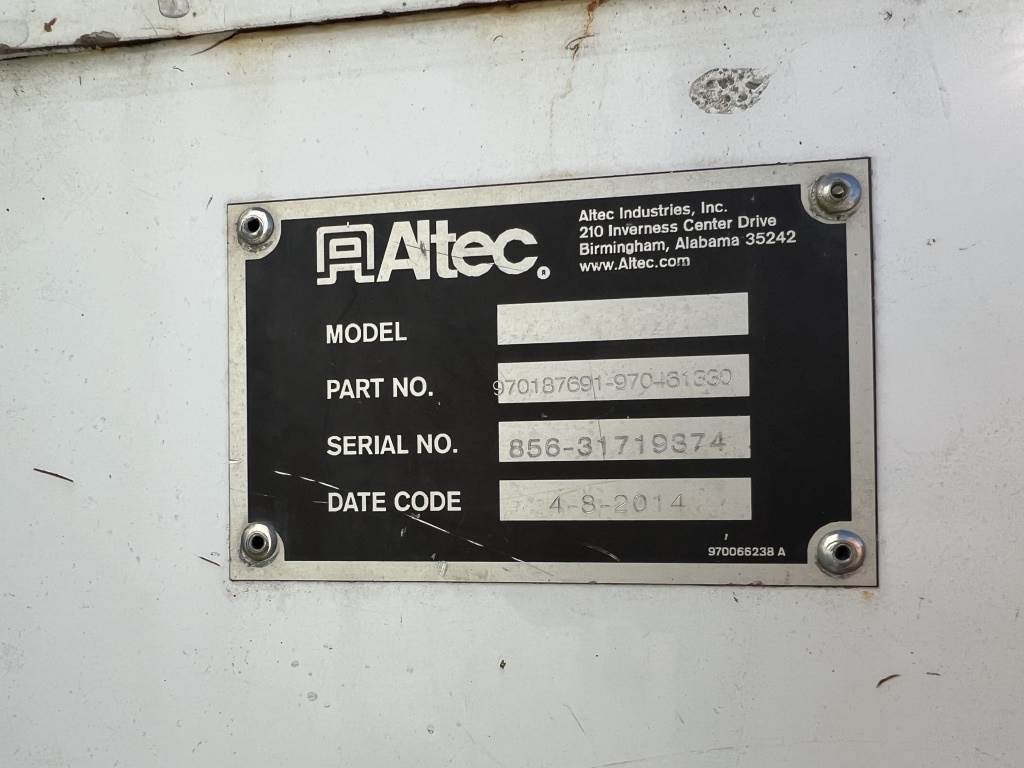 Altec®
Altec Industries, Inc.
210 Inverness Center Drive
Birmingham, Alabama 35242
www.Altec.com
MODEL
PART NO. 970187691-970461330
SERIAL NO. 856-31719374
DATE CODE 4-8-2014
970066238 A